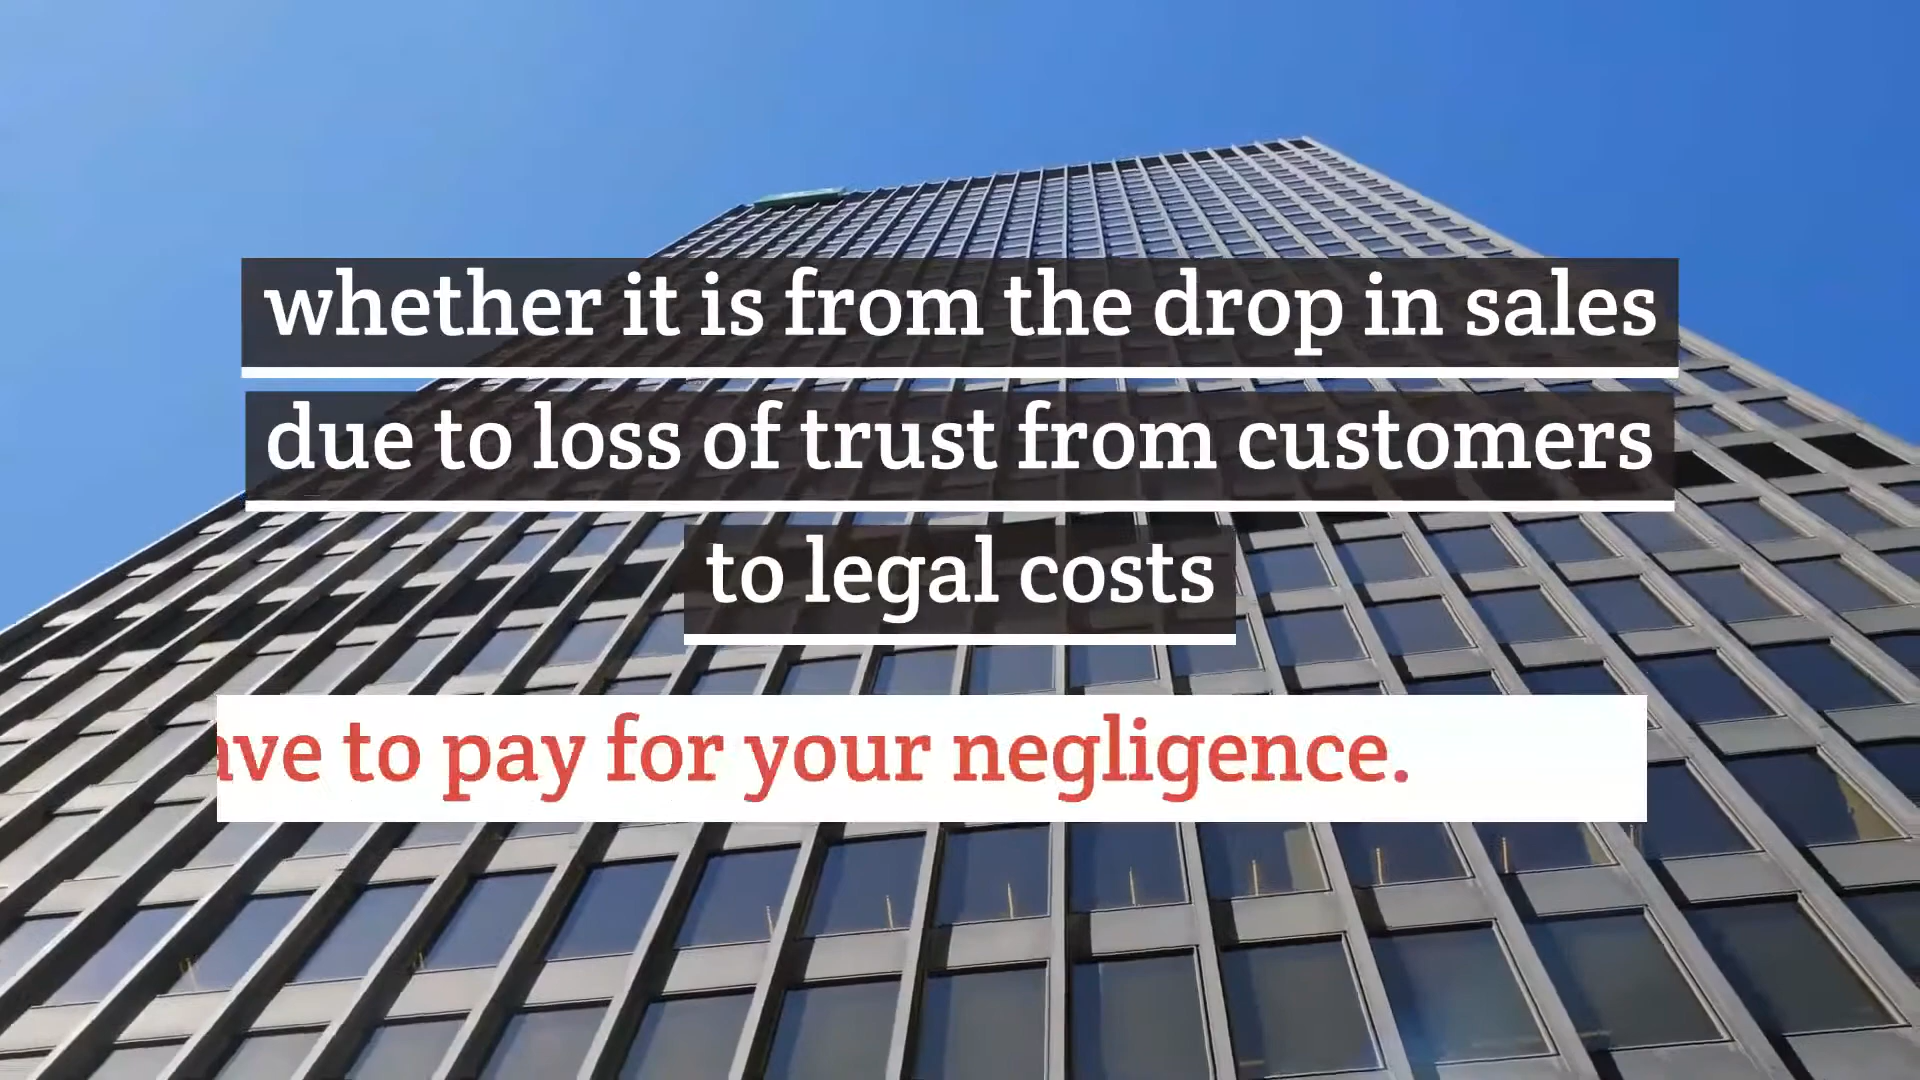 whether it is from the drop in sales
due to loss of trust from customers
to legal costs
to pay for your negligence.